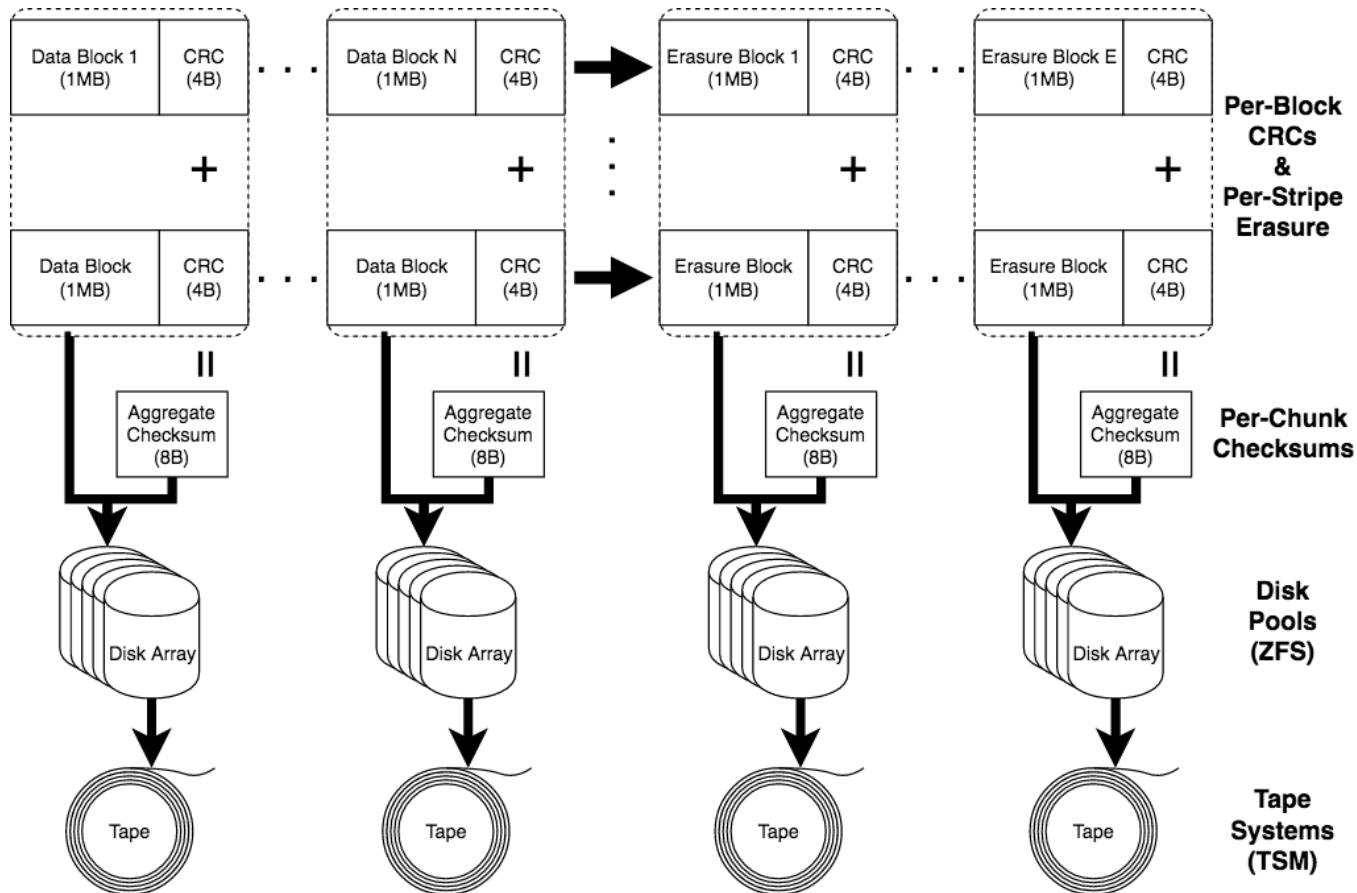 Data Block 1
(1MB)
CRC
(4B)
. . .
Data Block N
(1MB)
CRC
(4B)
Erasure Block 1
(1MB)
CRC
(4B)
. . .
Erasure Block E
(1MB)
CRC
(4B)
Per-Block
CRCs
&
Per-Stripe
Erasure
+
+
.
.
.
+
+
Data Block
(1MB)
CRC
(4B)
. . .
Data Block
(1MB)
CRC
(4B)
Erasure Block
(1MB)
CRC
(4B)
. . .
Erasure Block
(1MB)
CRC
(4B)
=
=
=
=
Aggregate
Checksum
(8B)
Aggregate
Checksum
(8B)
Aggregate
Checksum
(8B)
Aggregate
Checksum
(8B)
Per-Chunk
Checksums
Disk Array
Disk Array
Disk Array
Disk Array
Disk
Pools
(ZFS)
Tape
Tape
Tape
Tape
Tape
Systems
(TSM)